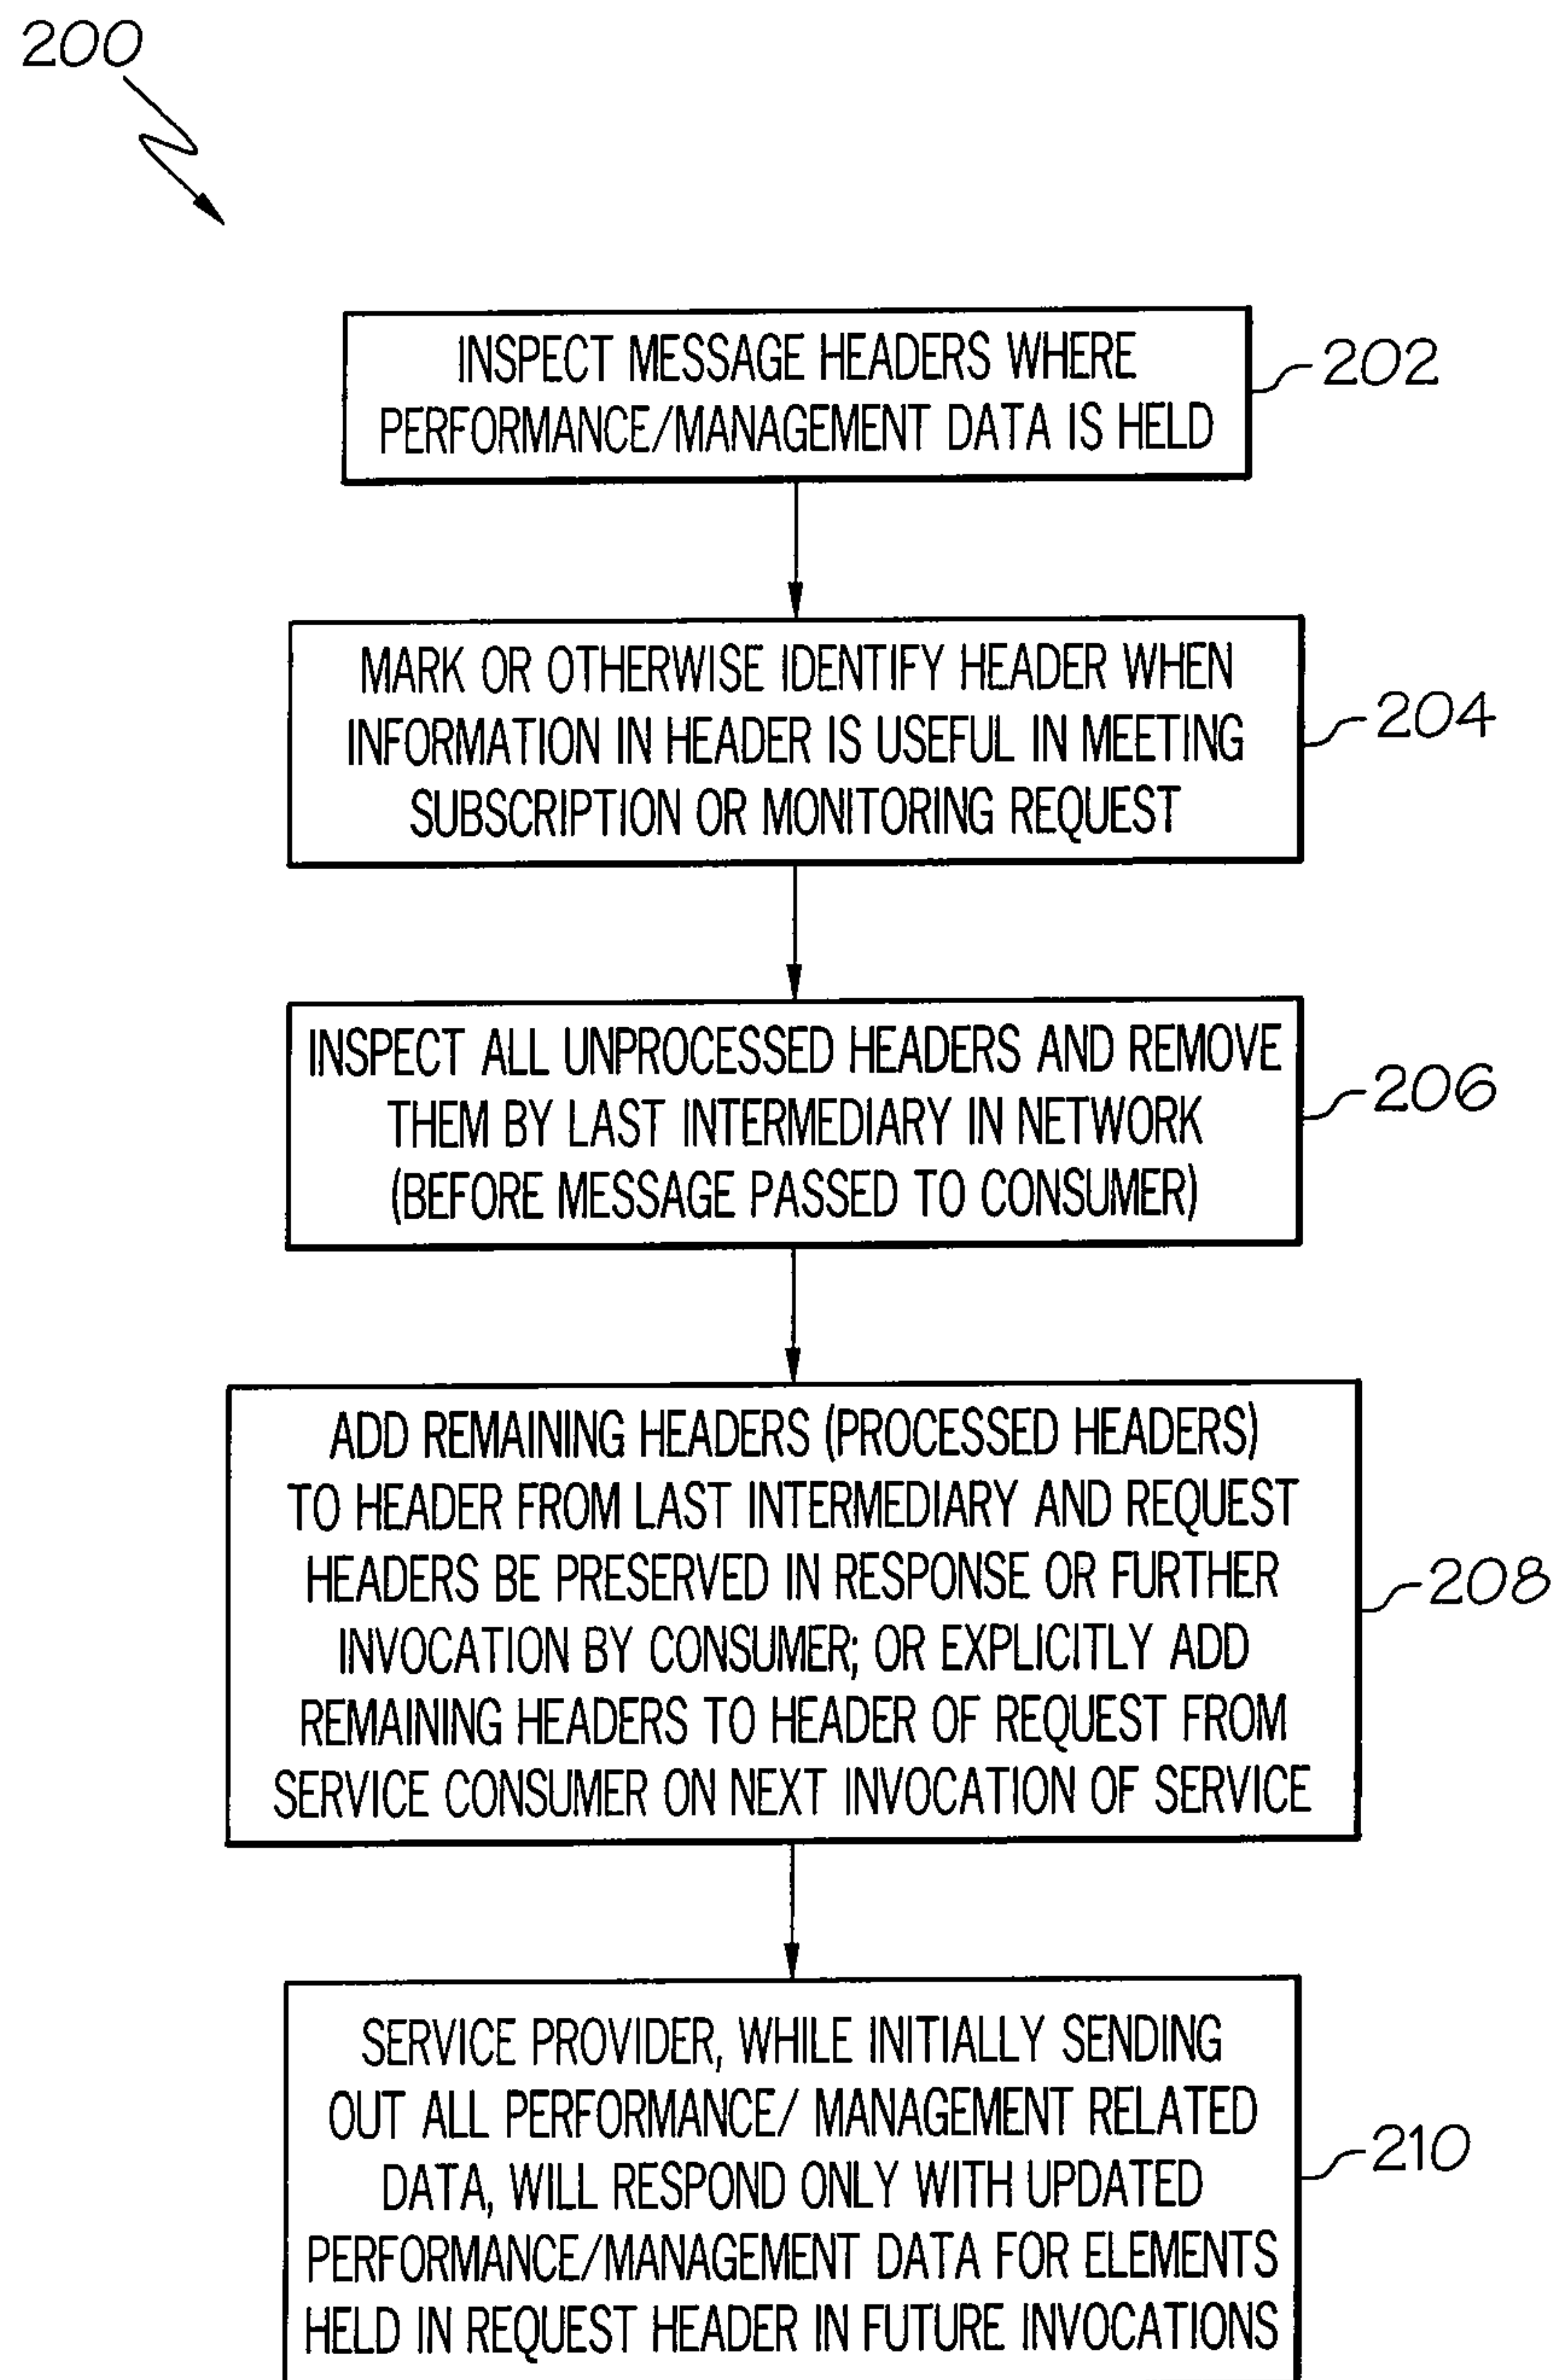 200
INSPECT MESSAGE HEADERS WHERE
PERFORMANCE/MANAGEMENT DATA IS HELD
202
MARK OR OTHERWISE IDENTIFY HEADER WHEN
INFORMATION IN HEADER IS USEFUL IN MEETING
SUBSCRIPTION OR MONITORING REQUEST
204
INSPECT ALL UNPROCESSED HEADERS AND REMOVE
THEM BY LAST INTERMEDIARY IN NETWORK
(BEFORE MESSAGE PASSED TO CONSUMER)
206
ADD REMAINING HEADERS (PROCESSED HEADERS)
TO HEADER FROM LAST INTERMEDIARY AND REQUEST
HEADERS BE PRESERVED IN RESPONSE OR FURTHER
INVOCATION BY CONSUMER; OR EXPLICITLY ADD
REMAINING HEADERS TO HEADER OF REQUEST FROM
SERVICE CONSUMER ON NEXT INVOCATION OF SERVICE
208
SERVICE PROVIDER, WHILE INITIALLY SENDING
OUT ALL PERFORMANCE/ MANAGEMENT RELATED
DATA, WILL RESPOND ONLY WITH UPDATED
PERFORMANCE/MANAGEMENT DATA FOR ELEMENTS
HELD IN REQUEST HEADER IN FUTURE INVOCATIONS
210